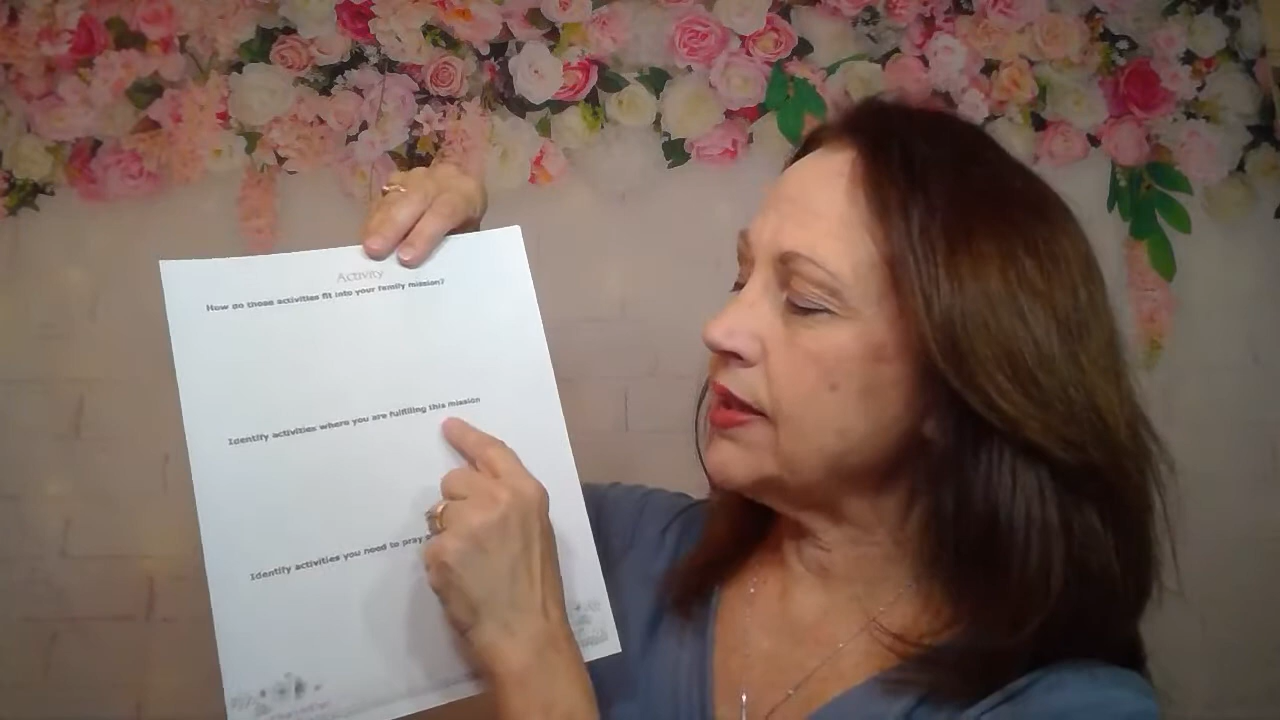 Activity
How do those activities fit into your family mission?
Identify activities where you are fulfilling this mission
Identify activities you need to pray